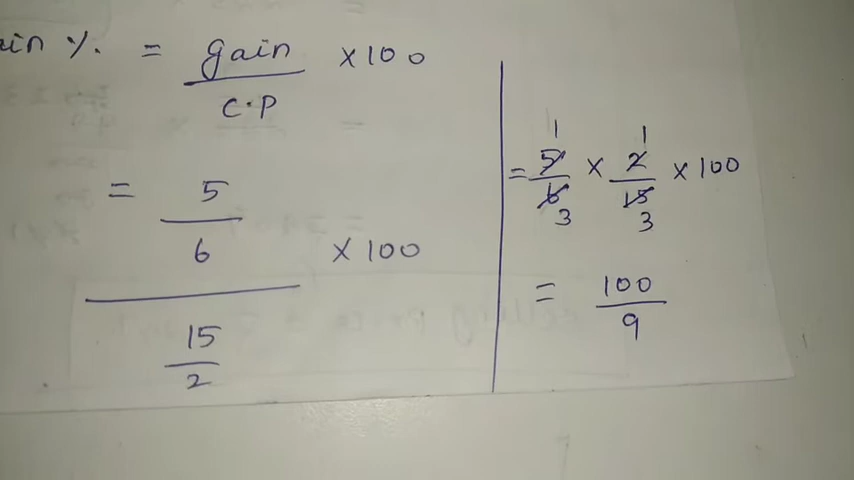 ain %. = gain / C.P × 100
= 5/6 / 15/2 × 100
= 5/6 × 2/15 × 100
1 1
3 3
= 100/9